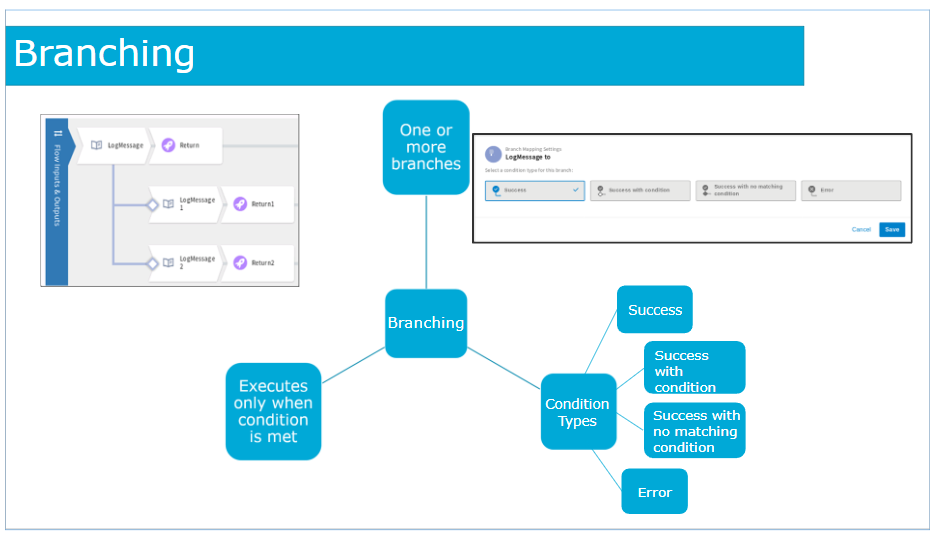 Branching
Flow Inputs & Outputs
LogMessage
Return
LogMessage
1
Return1
LogMessage
2
Return2
One or
more
branches
Branch Mapping Settings
LogMessage to
Select a condition type for this branch:
Success
Success with condition
Success with no matching
condition
Error
Cancel
Save
Branching
Executes
only when
condition
is met
Condition
Types
Success
Success
with
condition
Success with
no matching
condition
Error